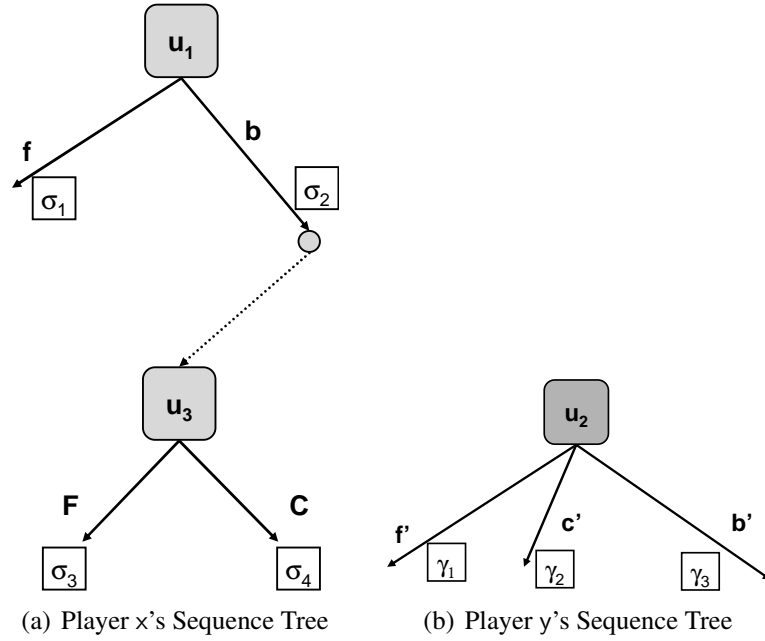 u₁
f
b
σ₁
σ₂
u₃
F
C
σ₃
σ₄
(a) Player x's Sequence Tree
u₂
f'
c'
b'
γ₁
γ₂
γ₃
(b) Player y's Sequence Tree